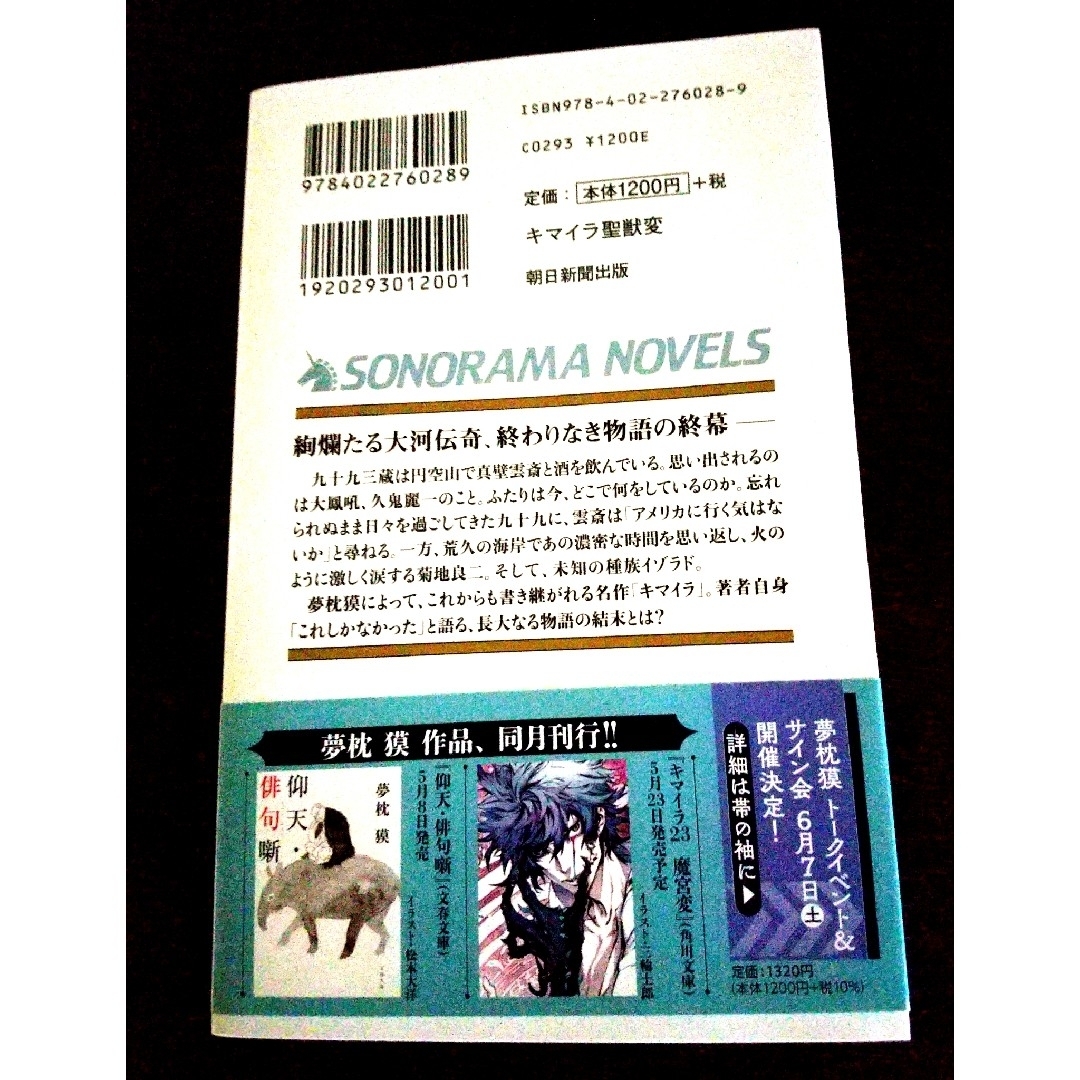 ISBN978-4-02-276028-9
C0293 ¥1200E
9784022760289
定価：本体1200円＋税
キマイラ聖獣変
1920293012001
朝日新聞出版
SONORAMA NOVELS
絢爛たる大河伝奇、終わりなき物語の終幕――
九十九三蔵は円空山で真壁雲斎と酒を飲んでいる。思い出されるの
は大鳳吼、久鬼麗一のこと。ふたりは今、どこで何をしているのか。忘れ
られぬまま日々を過ごしてきた九十九に、雲斎は「アメリカに行く気はな
いか」と尋ねる。一方、荒久の海岸であの濃密な時間を思い返し、火の
ように激しく涙する菊地良二。そして、未知の種族イゾラド。
夢枕獏によって、これからも書き継がれる名作「キマイラ」。著者自身
「これしかなかった」と語る、長大なる物語の結末とは？
夢枕 獏 作品、同月刊行!!
夢枕獏 トークイベント&
サイン会 6月7日土
開催決定！
詳細は帯の袖に▶
定価：1320円
(本体1200円＋税10%)
『キマイラ23 魔宮変』(角川文庫)
5月23日発売予定
イラスト：三輪士郎
『仰天・俳句噺』(文春文庫)
5月8日発売
イラスト：松本大洋
夢枕 獏
仰天・
俳句噺